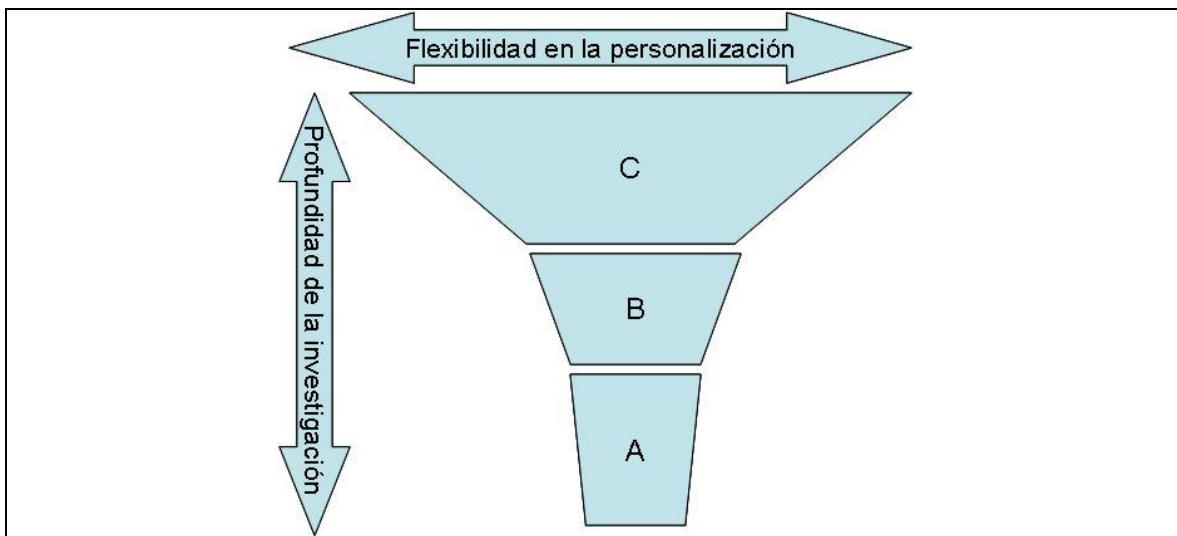 Flexibilidad en la personalización
Profundidad de la investigación
C
B
A